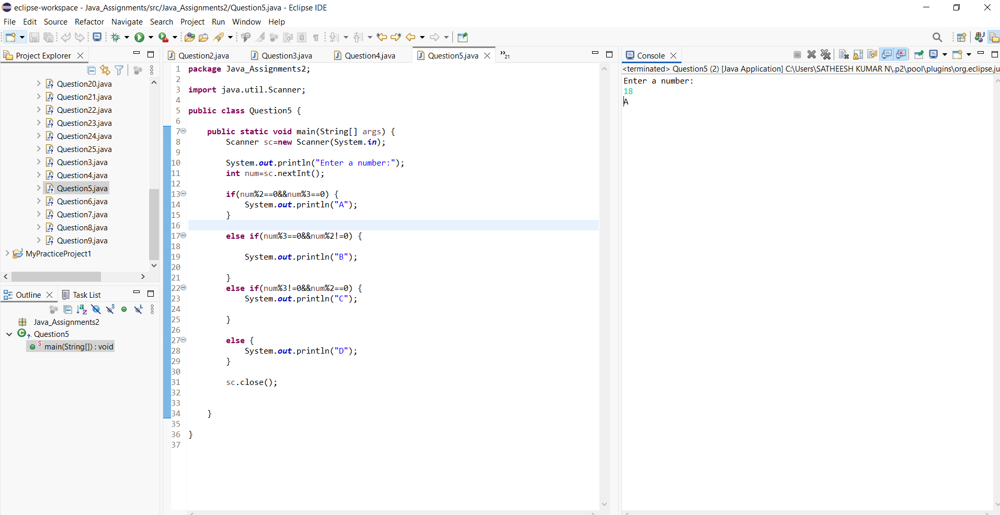 eclipse-workspace - Java_Assignments/src/Java_Assignments2/Question5.java - Eclipse IDE
File Edit Source Refactor Navigate Search Project Run Window Help
Project Explorer
Question20.java
Question21.java
Question22.java
Question23.java
Question24.java
Question25.java
Question3.java
Question4.java
Question5.java
Question6.java
Question7.java
Question8.java
Question9.java
MyPracticeProject1
Outline Task List
Java_Assignments2
Question5
main(String[]) : void
Question2.java Question3.java Question4.java Question5.java »21
1 package Java_Assignments2;
2
3 import java.util.Scanner;
4
5 public class Question5 {
6
7 public static void main(String[] args) {
8 Scanner sc=new Scanner(System.in);
9
10 System.out.println("Enter a number:");
11 int num=sc.nextInt();
12
13 if(num%2==0&&num%3==0) {
14 System.out.println("A");
15 }
16
17 else if(num%3==0&&num%2!=0) {
18
19 System.out.println("B");
20
21 }
22 else if(num%3!=0&&num%2==0) {
23 System.out.println("C");
24
25 }
26
27 else {
28 System.out.println("D");
29 }
30
31 sc.close();
32
33
34 }
35
36 }
37
Console
<terminated> Question5 (2) [Java Application] C:\Users\SATHEESH KUMAR N\.p2\pool\plugins\org.eclipse.ju
Enter a number:
18
A